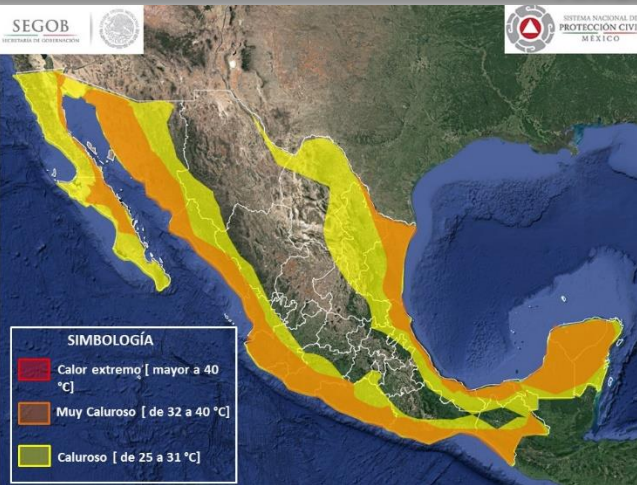 SEGOB
SECRETARÍA DE GOBERNACIÓN
SISTEMA NACIONAL DE
PROTECCIÓN CIVIL
MÉXICO
SIMBOLOGÍA
Calor extremo [ mayor a 40
°C]
Muy Caluroso [ de 32 a 40 °C]
Caluroso [ de 25 a 31 °C]